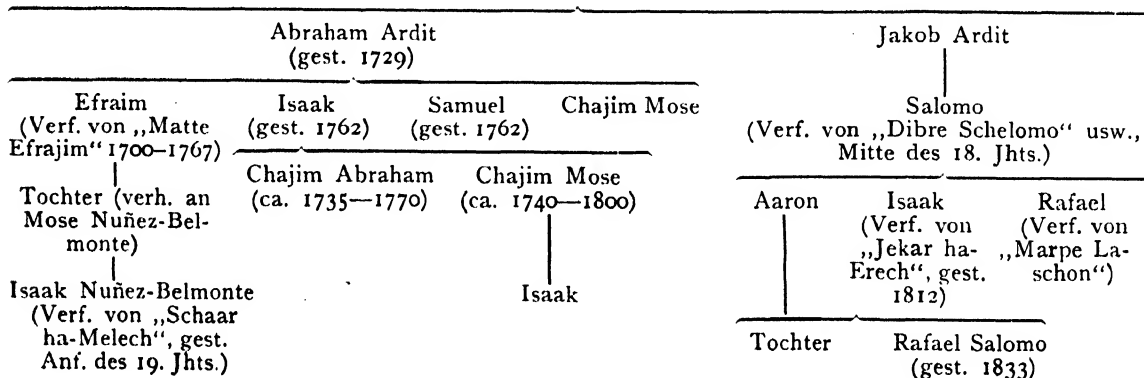 Abraham Ardit
(gest. 1729)
Jakob Ardit
Efraim
(Verf. von „Matte
Efrajim“ 1700–1767)
Isaak
(gest. 1762)
Samuel
(gest. 1762)
Chajim Mose
Salomo
(Verf. von „Dibre Schelomo“ usw.,
Mitte des 18. Jhts.)
Tochter (verh. an
Mose Nuñez-Bel-
monte)
Chajim Abraham
(ca. 1735—1770)
Chajim Mose
(ca. 1740—1800)
Aaron
Isaak
(Verf. von
„Jekar ha-
Erech“, gest.
1812)
Rafael
(Verf. von
„Marpe La-
schon“)
Isaak Nuñez-Belmonte
(Verf. von „Schaar
ha-Melech“, gest.
Anf. des 19. Jhts.)
Isaak
Tochter
Rafael Salomo
(gest. 1833)